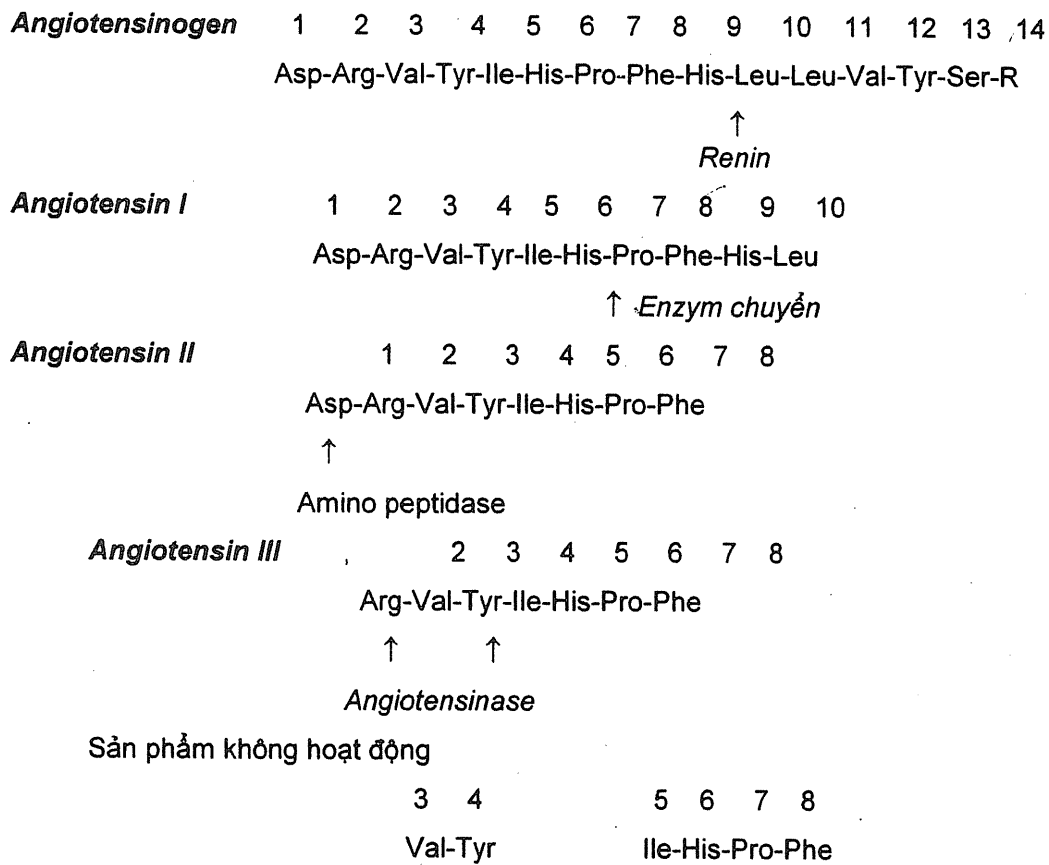 Angiotensinogen 1 2 3 4 5 6 7 8 9 10 11 12 13 14
Asp-Arg-Val-Tyr-Ile-His-Pro-Phe-His-Leu-Leu-Val-Tyr-Ser-R
↑
Renin
Angiotensin I 1 2 3 4 5 6 7 8 9 10
Asp-Arg-Val-Tyr-Ile-His-Pro-Phe-His-Leu
↑ Enzym chuyển
Angiotensin II 1 2 3 4 5 6 7 8
Asp-Arg-Val-Tyr-Ile-His-Pro-Phe
↑
Amino peptidase
Angiotensin III 2 3 4 5 6 7 8
Arg-Val-Tyr-Ile-His-Pro-Phe
↑ ↑
Angiotensinase
Sản phẩm không hoạt động
3 4 5 6 7 8
Val-Tyr Ile-His-Pro-Phe